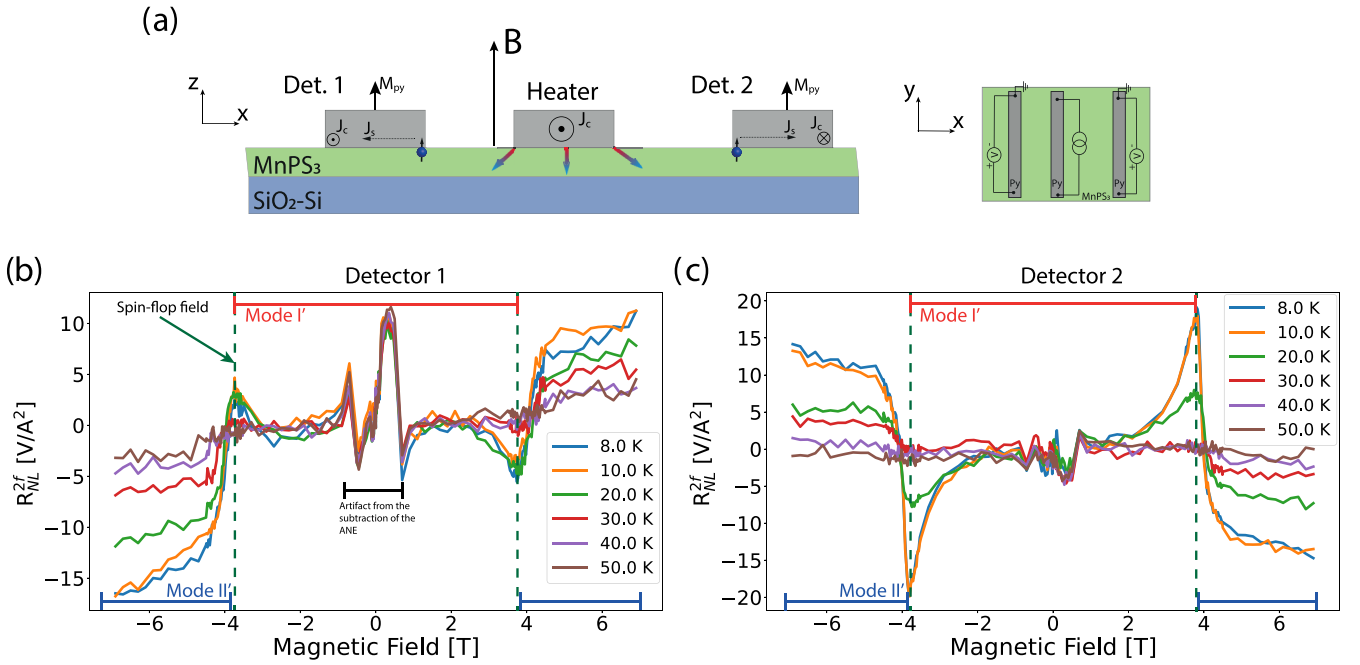 (a)
z
x
Det. 1
M_py
J_c
J_s
B
Heater
J_c
Det. 2
M_py
J_s
J_c
MnPS₃
SiO₂-Si
y
x
+ V -
+ V -
Py
Py
Py
MnPS₃
(b)
Detector 1
Spin-flop field
Mode I'
Artifact from the
subtraction of the
ANE
Mode II'
8.0 K
10.0 K
20.0 K
30.0 K
40.0 K
50.0 K
10
5
0
−5
−10
−15
R_NL^2f [V/A²]
−6
−4
−2
0
2
4
6
Magnetic Field [T]
(c)
Detector 2
Mode I'
Mode II'
8.0 K
10.0 K
20.0 K
30.0 K
40.0 K
50.0 K
20
15
10
5
0
−5
−10
−15
−20
R_NL^2f [V/A²]
−6
−4
−2
0
2
4
6
Magnetic Field [T]